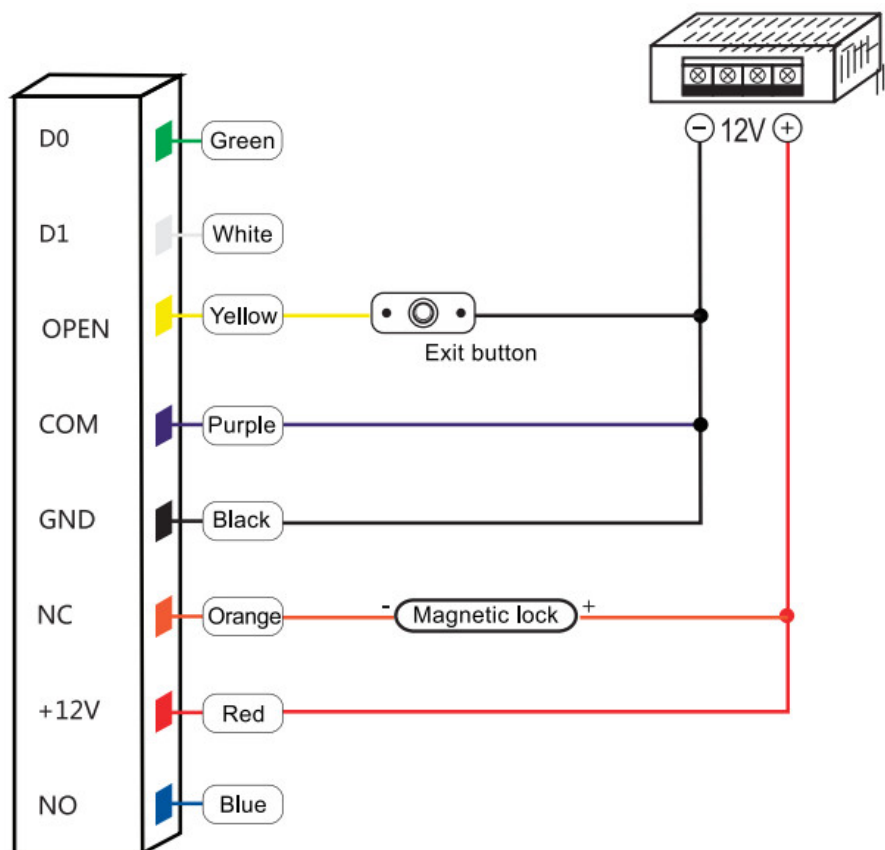 − 12V +
D0 Green
D1 White
OPEN Yellow
Exit button
COM Purple
GND Black
NC Orange - Magnetic lock +
+12V Red
NO Blue